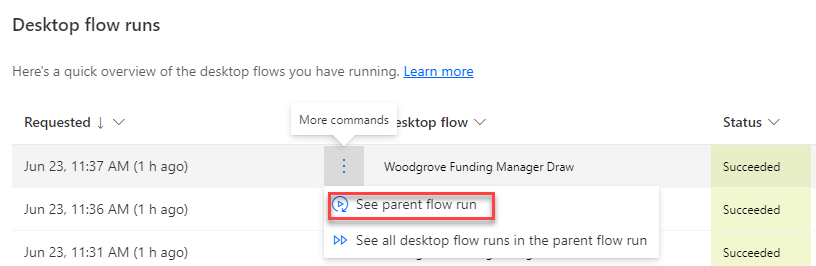 Desktop flow runs
Here's a quick overview of the desktop flows you have running. Learn more
Requested ↓
More commands
esktop flow
Status
Jun 23, 11:37 AM (1 h ago)
Woodgrove Funding Manager Draw
Succeeded
Jun 23, 11:36 AM (1 h ago)
See parent flow run
Succeeded
Jun 23, 11:31 AM (1 h ago)
See all desktop flow runs in the parent flow run
Succeeded